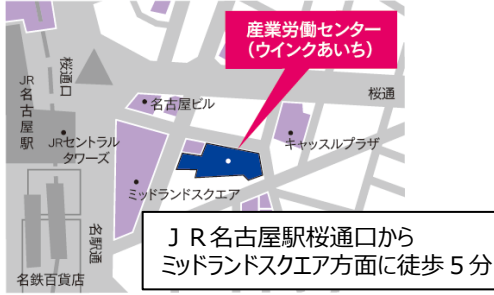 産業労働センター
（ウインクあいち）
桜通口
JR名古屋駅
桜通
名古屋ビル
JRセントラル
タワーズ
キャッスルプラザ
ミッドランドスクエア
名駅通
名鉄百貨店
ＪＲ名古屋駅桜通口から
ミッドランドスクエア方面に徒歩５分